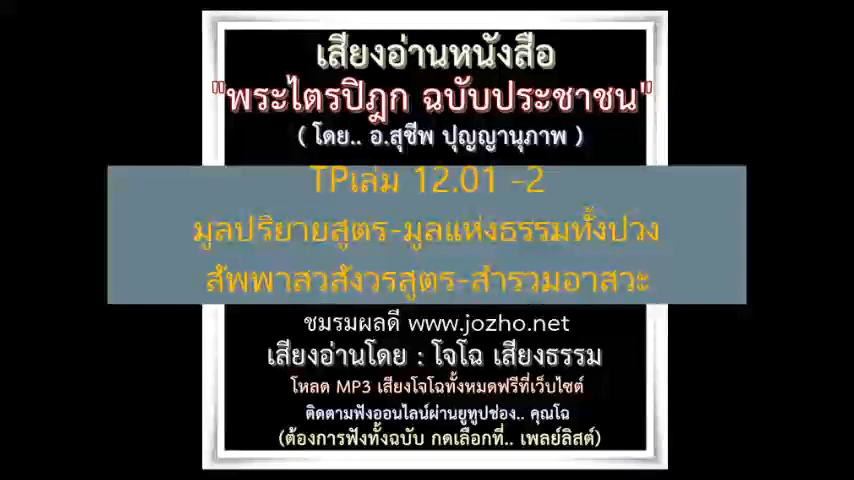 เสียงอ่านหนังสือ
"พระไตรปิฎก ฉบับประชาชน"
( โดย.. อ.สุชีพ ปุญญานุภาพ )
TPเล่ม 12.01 -2
มูลปริยายสูตร-มูลแห่งธรรมทั้งปวง
สัพพาสวสังวรสูตร-สำรวมอาสวะ
ชมรมผลดี www.jozho.net
เสียงอ่านโดย : โจโฉ เสียงธรรม
โหลด MP3 เสียงโจโฉทั้งหมดฟรีที่เว็บไซต์
ติดตามฟังออนไลน์ผ่านยูทูปช่อง.. คุณโฉ
(ต้องการฟังทั้งฉบับ กดเลือกที่.. เพลย์ลิสต์)